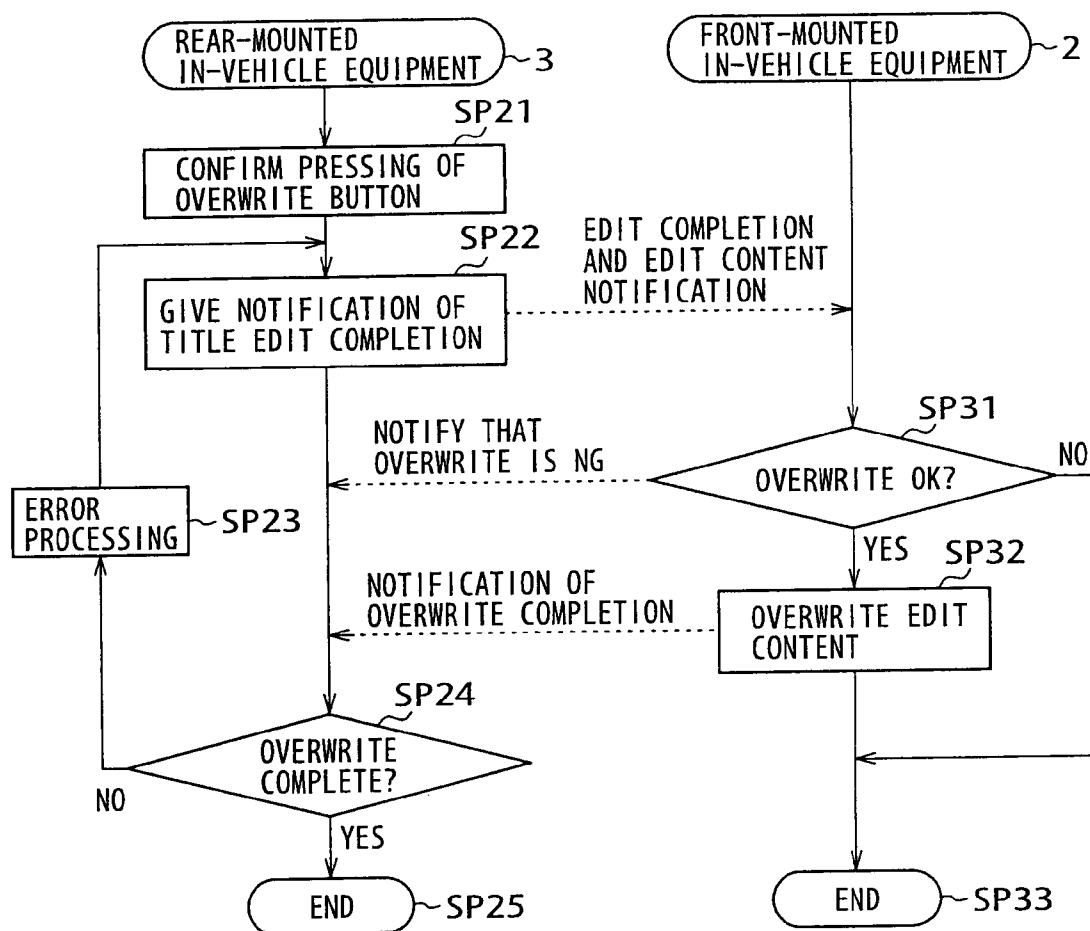 REAR-MOUNTED
IN-VEHICLE EQUIPMENT
3
FRONT-MOUNTED
IN-VEHICLE EQUIPMENT
2
SP21
CONFIRM PRESSING OF
OVERWRITE BUTTON
SP22
GIVE NOTIFICATION OF
TITLE EDIT COMPLETION
EDIT COMPLETION
AND EDIT CONTENT
NOTIFICATION
SP31
OVERWRITE OK?
NO
YES
NOTIFY THAT
OVERWRITE IS NG
ERROR
PROCESSING
SP23
SP32
OVERWRITE EDIT
CONTENT
NOTIFICATION OF
OVERWRITE COMPLETION
SP24
OVERWRITE
COMPLETE?
NO
YES
END
SP25
END
SP33